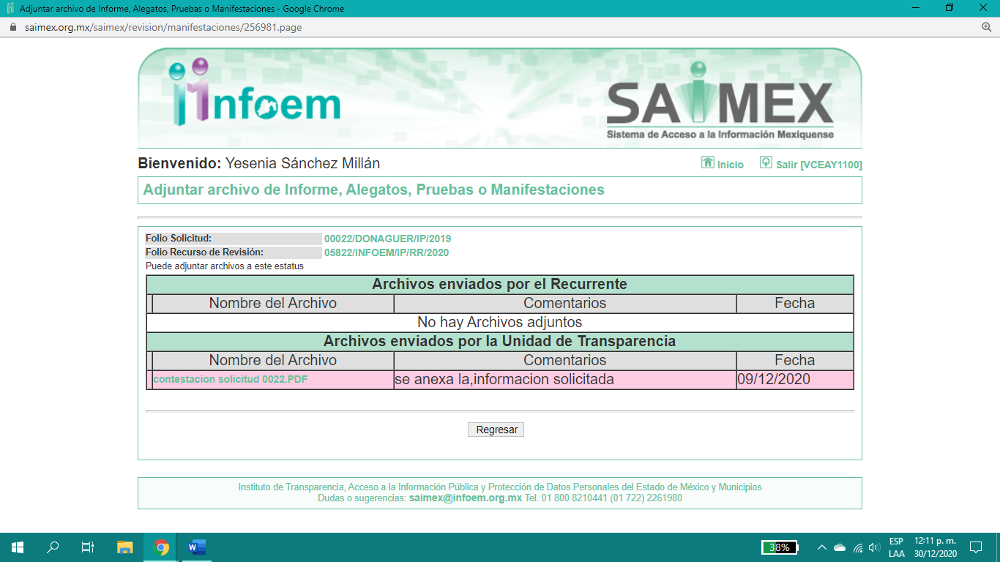 Adjuntar archivo de Informe, Alegatos, Pruebas o Manifestaciones - Google Chrome
saimex.org.mx/saimex/revision/manifestaciones/256981.page
infoem
SAiMEX
Sistema de Acceso a la Información Mexiquense
Bienvenido: Yesenia Sánchez Millán
Inicio Salir [VCEAY1100]
Adjuntar archivo de Informe, Alegatos, Pruebas o Manifestaciones
Folio Solicitud: 00022/DONAGUER/IP/2019
Folio Recurso de Revisión: 05822/INFOEM/IP/RR/2020
Puede adjuntar archivos a este estatus
Archivos enviados por el Recurrente
Nombre del Archivo Comentarios Fecha
No hay Archivos adjuntos
Archivos enviados por la Unidad de Transparencia
Nombre del Archivo Comentarios Fecha
contestacion solicitud 0022.PDF se anexa la,informacion solicitada 09/12/2020
Regresar
Instituto de Transparencia, Acceso a la Información Pública y Protección de Datos Personales del Estado de México y Municipios
Dudas o sugerencias: saimex@infoem.org.mx Tel. 01 800 8210441 (01 722) 2261980
38%
ESP
LAA
12:11 p. m.
30/12/2020